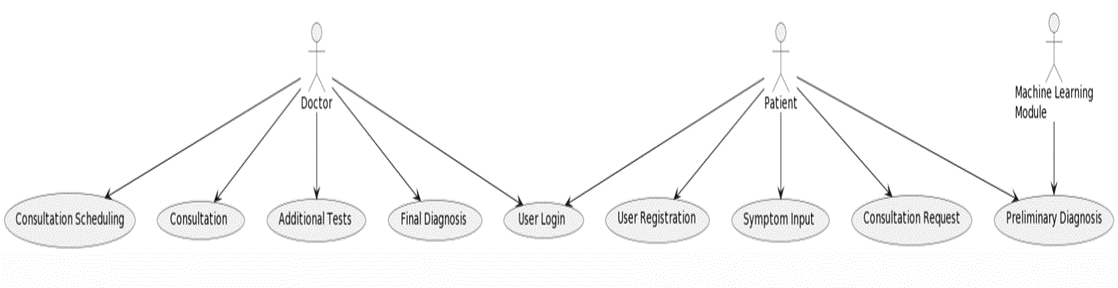 Doctor
Patient
Machine Learning
Module
Consultation Scheduling
Consultation
Additional Tests
Final Diagnosis
User Login
User Registration
Symptom Input
Consultation Request
Preliminary Diagnosis